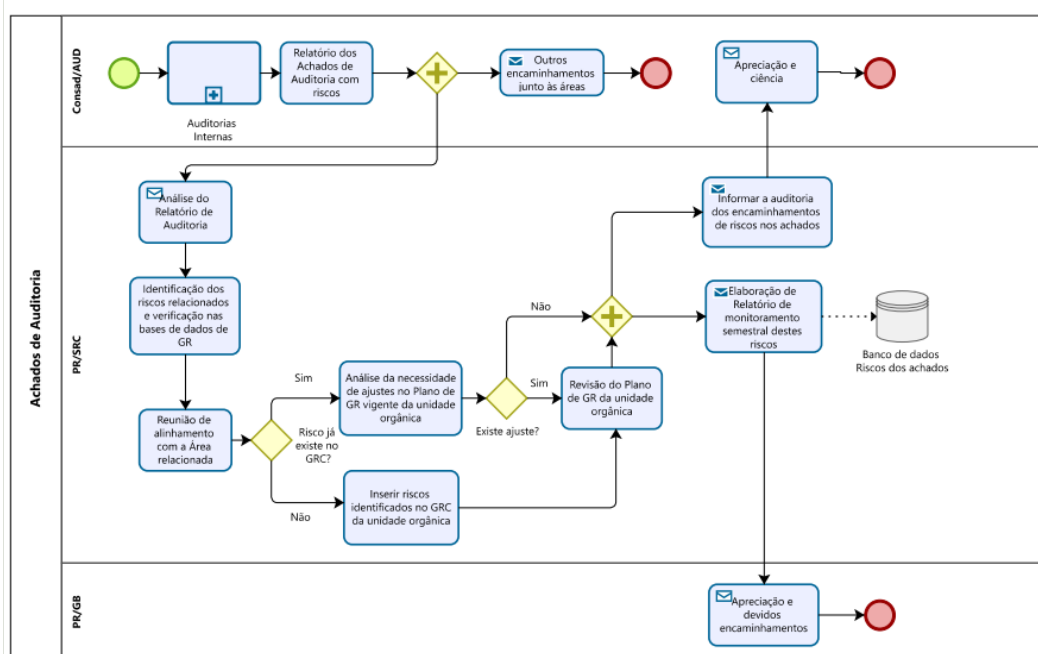 Achados de Auditoria
Consad/AUD
Auditorias
Internas
Relatório dos
Achados de
Auditoria com
riscos
Outros
encaminhamentos
junto às áreas
Apreciação e
ciência
PR/SRC
Análise do
Relatório de
Auditoria
Identificação dos
riscos relacionados
e verificação nas
bases de dados de
GR
Reunião de
alinhamento
com a Área
relacionada
Risco já
existe no
GRC?
Sim
Análise da necessidade
de ajustes no Plano de
GR vigente da unidade
orgânica
Não
Inserir riscos
identificados no GRC
da unidade orgânica
Existe ajuste?
Não
Sim
Revisão do Plano
de GR da unidade
orgânica
Informar a auditoria
dos encaminhamentos
de riscos nos achados
Elaboração de
Relatório de
monitoramento
semestral destes
riscos
Banco de dados
Riscos dos achados
PR/GB
Apreciação e
devidos
encaminhamentos